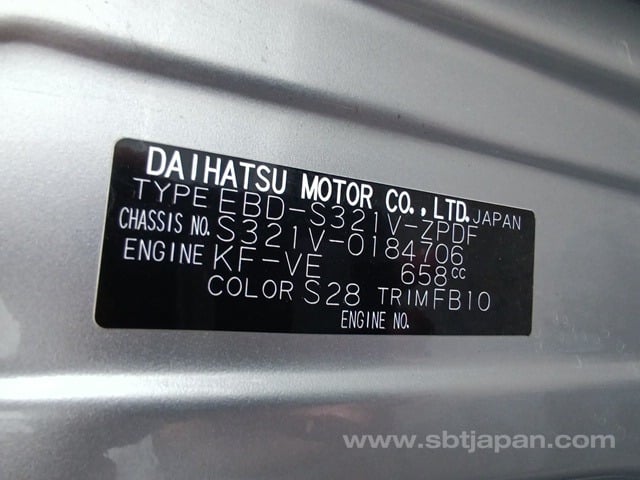 DAIHATSU MOTOR CO., LTD. JAPAN
TYPE EBD-S321V-ZPDF
CHASSIS NO. S321V-0184706
ENGINE KF-VE 658cc
COLOR S28 TRIM FB10
ENGINE NO.
www.sbtjapan.com